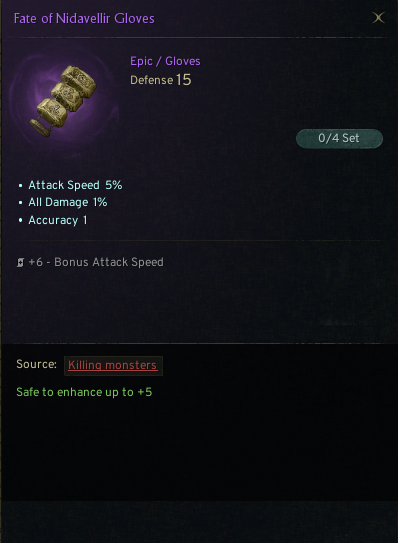 Fate of Nidavellir Gloves
Epic / Gloves
Defense 15
0/4 Set
• Attack Speed 5%
• All Damage 1%
• Accuracy 1
+6 - Bonus Attack Speed
Source: Killing monsters
Safe to enhance up to +5